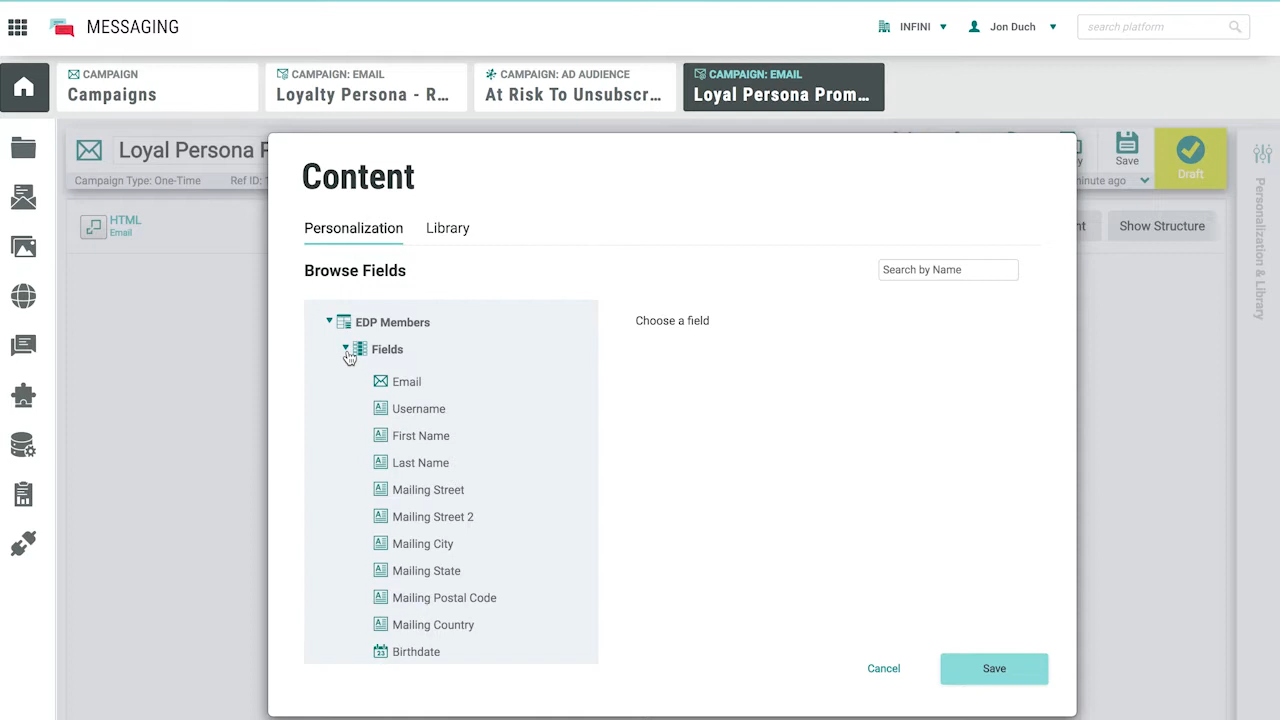 MESSAGING
INFINI
Jon Duch
search platform
CAMPAIGN
Campaigns
CAMPAIGN: EMAIL
Loyalty Persona - R...
CAMPAIGN: AD AUDIENCE
At Risk To Unsubscr...
CAMPAIGN: EMAIL
Loyal Persona Prom...
Loyal Persona
Campaign Type: One-Time
Ref ID:
Save
Draft
minute ago
HTML
Email
Show Structure
Personalization & Library
Content
Personalization
Library
Browse Fields
Search by Name
EDP Members
Fields
Email
Username
First Name
Last Name
Mailing Street
Mailing Street 2
Mailing City
Mailing State
Mailing Postal Code
Mailing Country
23 Birthdate
Choose a field
Cancel
Save